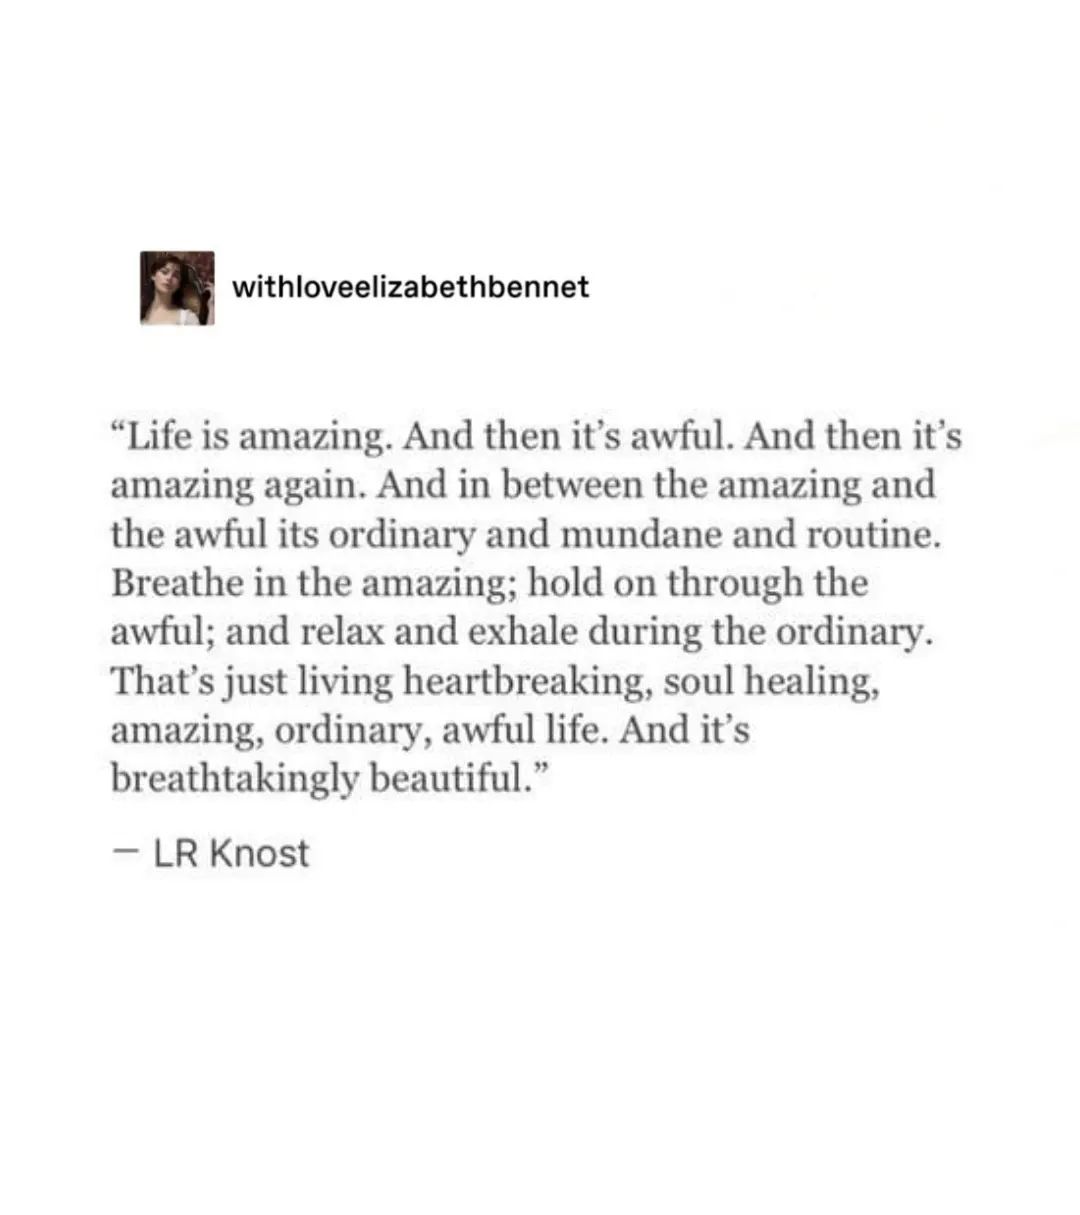 withloveelizabethbennet
“Life is amazing. And then it’s awful. And then it’s
amazing again. And in between the amazing and
the awful its ordinary and mundane and routine.
Breathe in the amazing; hold on through the
awful; and relax and exhale during the ordinary.
That’s just living heartbreaking, soul healing,
amazing, ordinary, awful life. And it’s
breathtakingly beautiful.”
— LR Knost